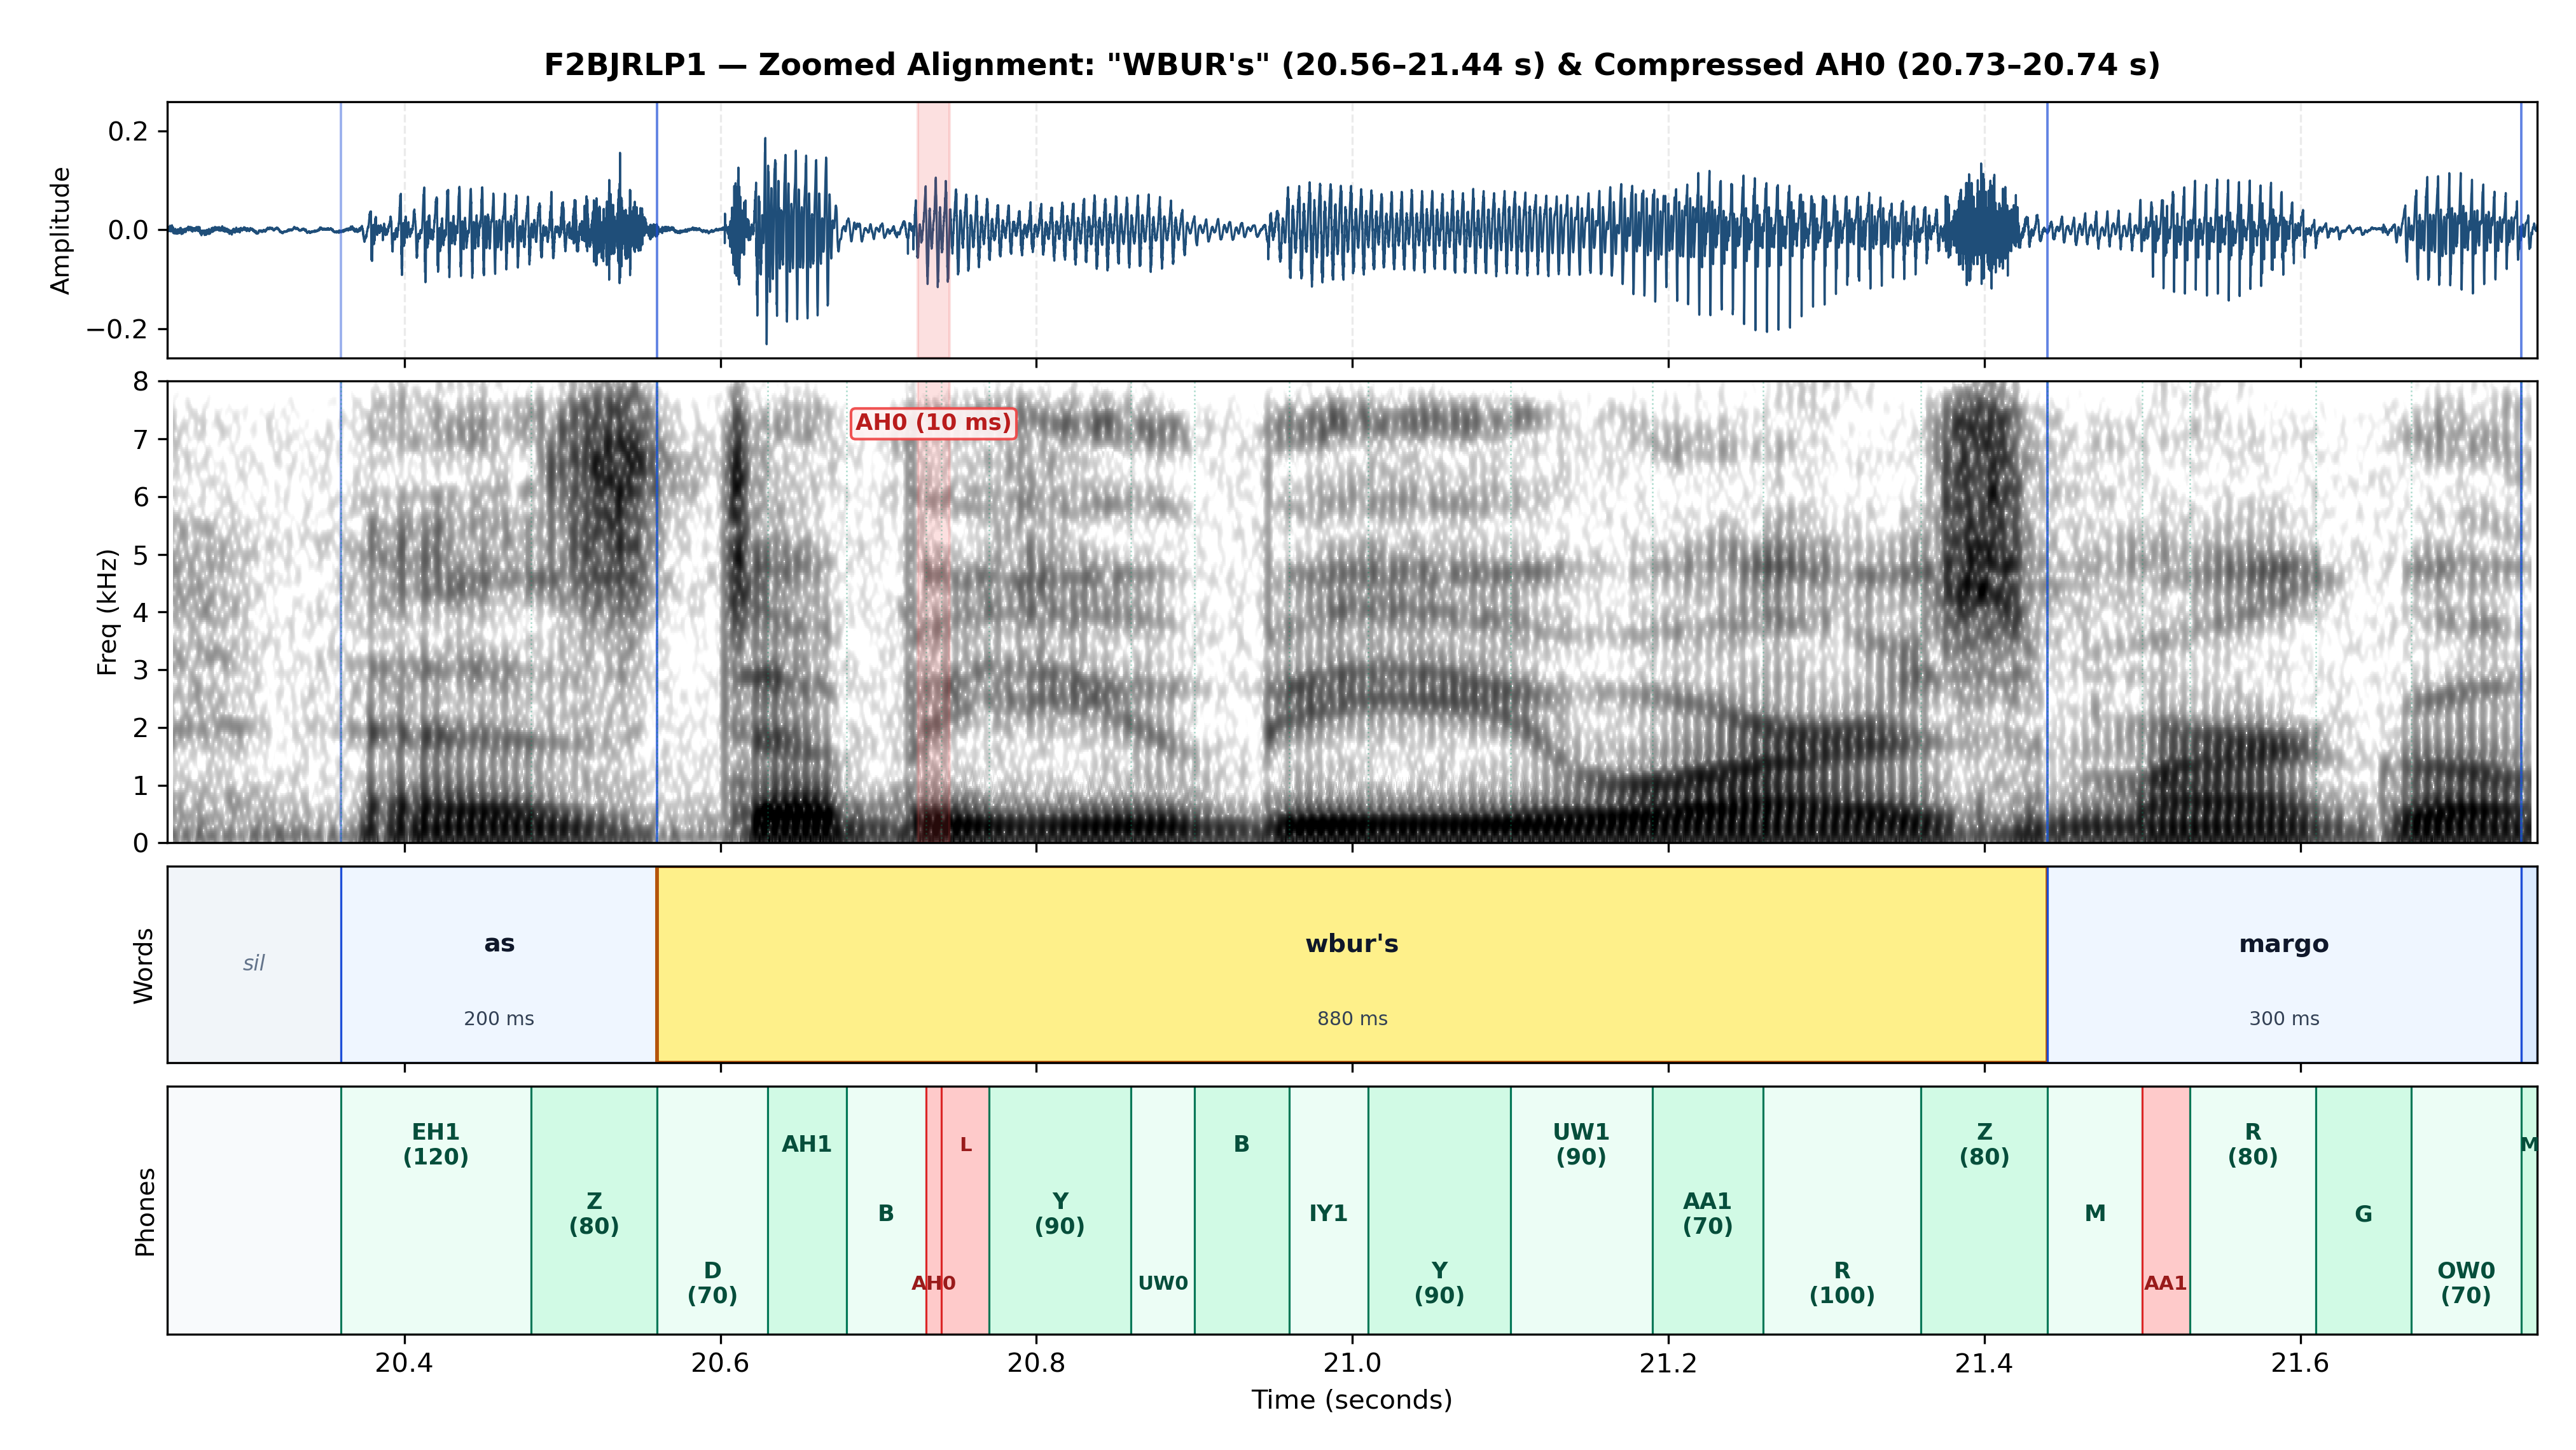 F2BJRLP1 — Zoomed Alignment: "WBUR's" (20.56–21.44 s) & Compressed AH0 (20.73–20.74 s)
Amplitude
0.2
0.0
−0.2
Freq (kHz)
8
7
6
5
4
3
2
1
0
AH0 (10 ms)
Words
sil
as
200 ms
wbur's
880 ms
margo
300 ms
Phones
EH1
(120)
Z
(80)
D
(70)
AH1
B
AH0
L
Y
(90)
UW0
B
IY1
Y
(90)
UW1
(90)
AA1
(70)
R
(100)
Z
(80)
M
AA1
R
(80)
G
OW0
(70)
M
20.4
20.6
20.8
21.0
21.2
21.4
21.6
Time (seconds)